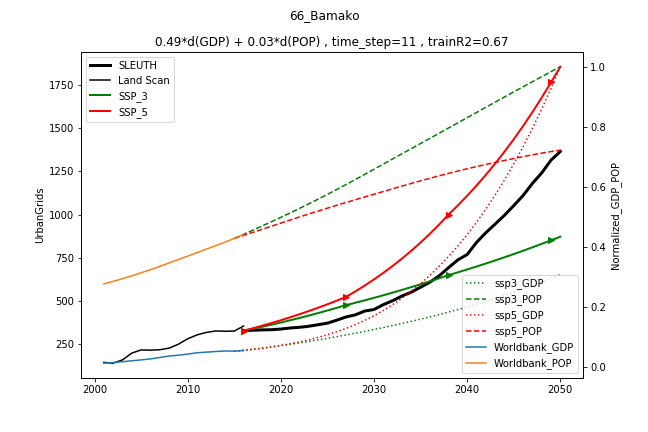 66_Bamako
0.49*d(GDP) + 0.03*d(POP) , time_step=11 , trainR2=0.67
SLEUTH
Land Scan
SSP_3
SSP_5
1750
1500
1250
1000
750
500
250
UrbanGrids
1.0
0.8
0.6
0.4
0.2
0.0
Normalized_GDP_POP
ssp3_GDP
ssp3_POP
ssp5_GDP
ssp5_POP
Worldbank_GDP
Worldbank_POP
2000
2010
2020
2030
2040
2050